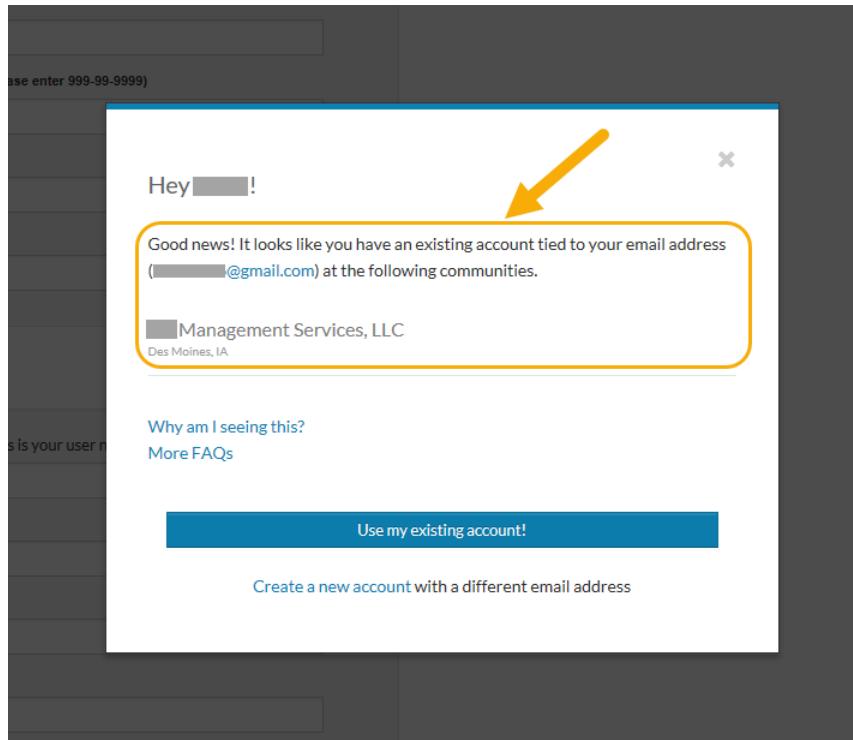 ase enter 999-99-9999)
Hey !
Good news! It looks like you have an existing account tied to your email address
( @gmail.com) at the following communities.
Management Services, LLC
Des Moines, IA
Why am I seeing this?
s is your user n
More FAQs
Use my existing account!
Create a new account with a different email address